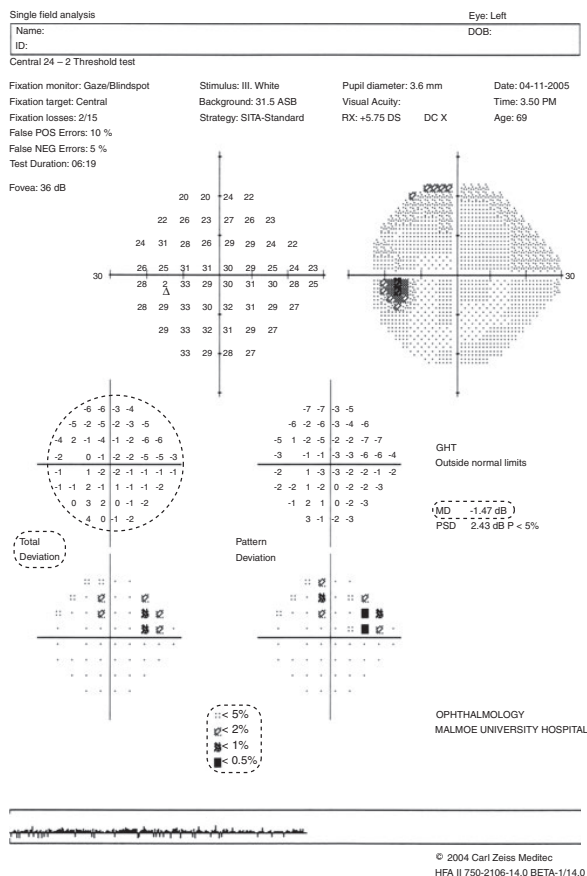 Single field analysis Eye: Left
Name: DOB:
ID:
Central 24 – 2 Threshold test
Fixation monitor: Gaze/Blindspot Stimulus: III. White Pupil diameter: 3.6 mm Date: 04-11-2005
Fixation target: Central Background: 31.5 ASB Visual Acuity: Time: 3.50 PM
Fixation losses: 2/15 Strategy: SITA-Standard RX: +5.75 DS DC X Age: 69
False POS Errors: 10 %
False NEG Errors: 5 %
Test Duration: 06:19
Fovea: 36 dB
20 20 24 22
22 26 23 27 26 23
24 31 28 26 29 29 24 22
30 26 25 31 31 30 29 25 24 23 30
28 2 33 29 30 31 30 28 25
Δ
28 29 33 30 32 31 29 27
29 33 32 31 29 27
33 29 28 27
-6 -6 -3 -4
-5 -2 -5 -2 -3 -5
-4 2 -1 -4 -1 -2 -6 -6
-2 0 -1 -2 -2 -2 -5 -5 -3
-1 1 -2 -2 -1 -1 -1 -1
-1 -1 2 -1 1 -1 -1 -2
0 3 2 0 -1 -2
4 0 -1 -2
Total
Deviation
-7 -7 -3 -5
-6 -2 -6 -3 -4 -6
-5 1 -2 -5 -2 -2 -7 -7
-3 -1 -1 -3 -3 -3 -6 -6 -4
-2 1 -3 -3 -2 -2 -1 -2
-2 -2 1 -2 0 -2 -2 -2
-1 2 1 0 -2 -3
3 -1 -2 -3
Pattern
Deviation
GHT
Outside normal limits
MD -1.47 dB
PSD 2.43 dB P < 5%
< 5%
< 2%
< 1%
< 0.5%
OPHTHALMOLOGY
MALMOE UNIVERSITY HOSPITAL
© 2004 Carl Zeiss Meditec
HFA II 750-2106-14.0 BETA-1/14.0